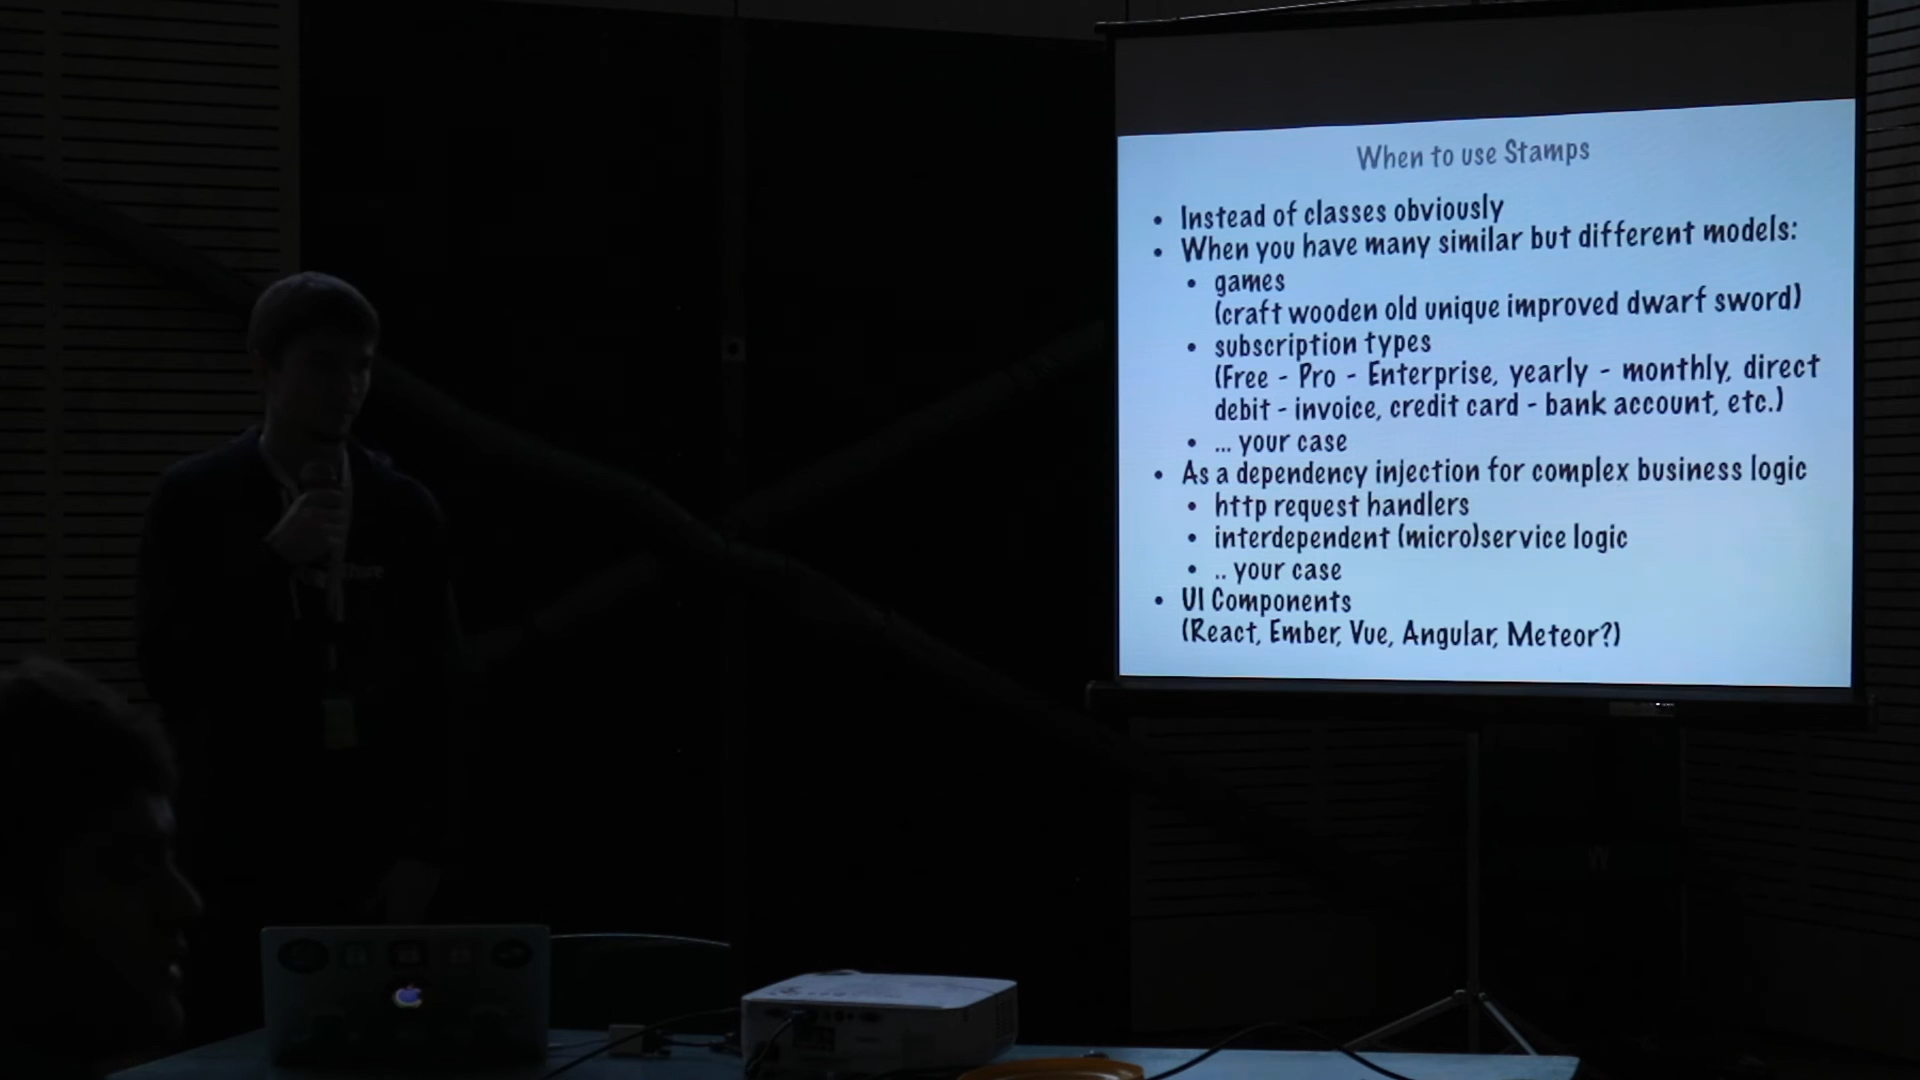 When to use Stamps
• Instead of classes obviously
• When you have many similar but different models:
• games
(craft wooden old unique improved dwarf sword)
• subscription types
(Free - Pro - Enterprise, yearly - monthly, direct
debit - invoice, credit card - bank account, etc.)
• ... your case
• As a dependency injection for complex business logic
• http request handlers
• interdependent (micro)service logic
• .. your case
• UI Components
(React, Ember, Vue, Angular, Meteor?)